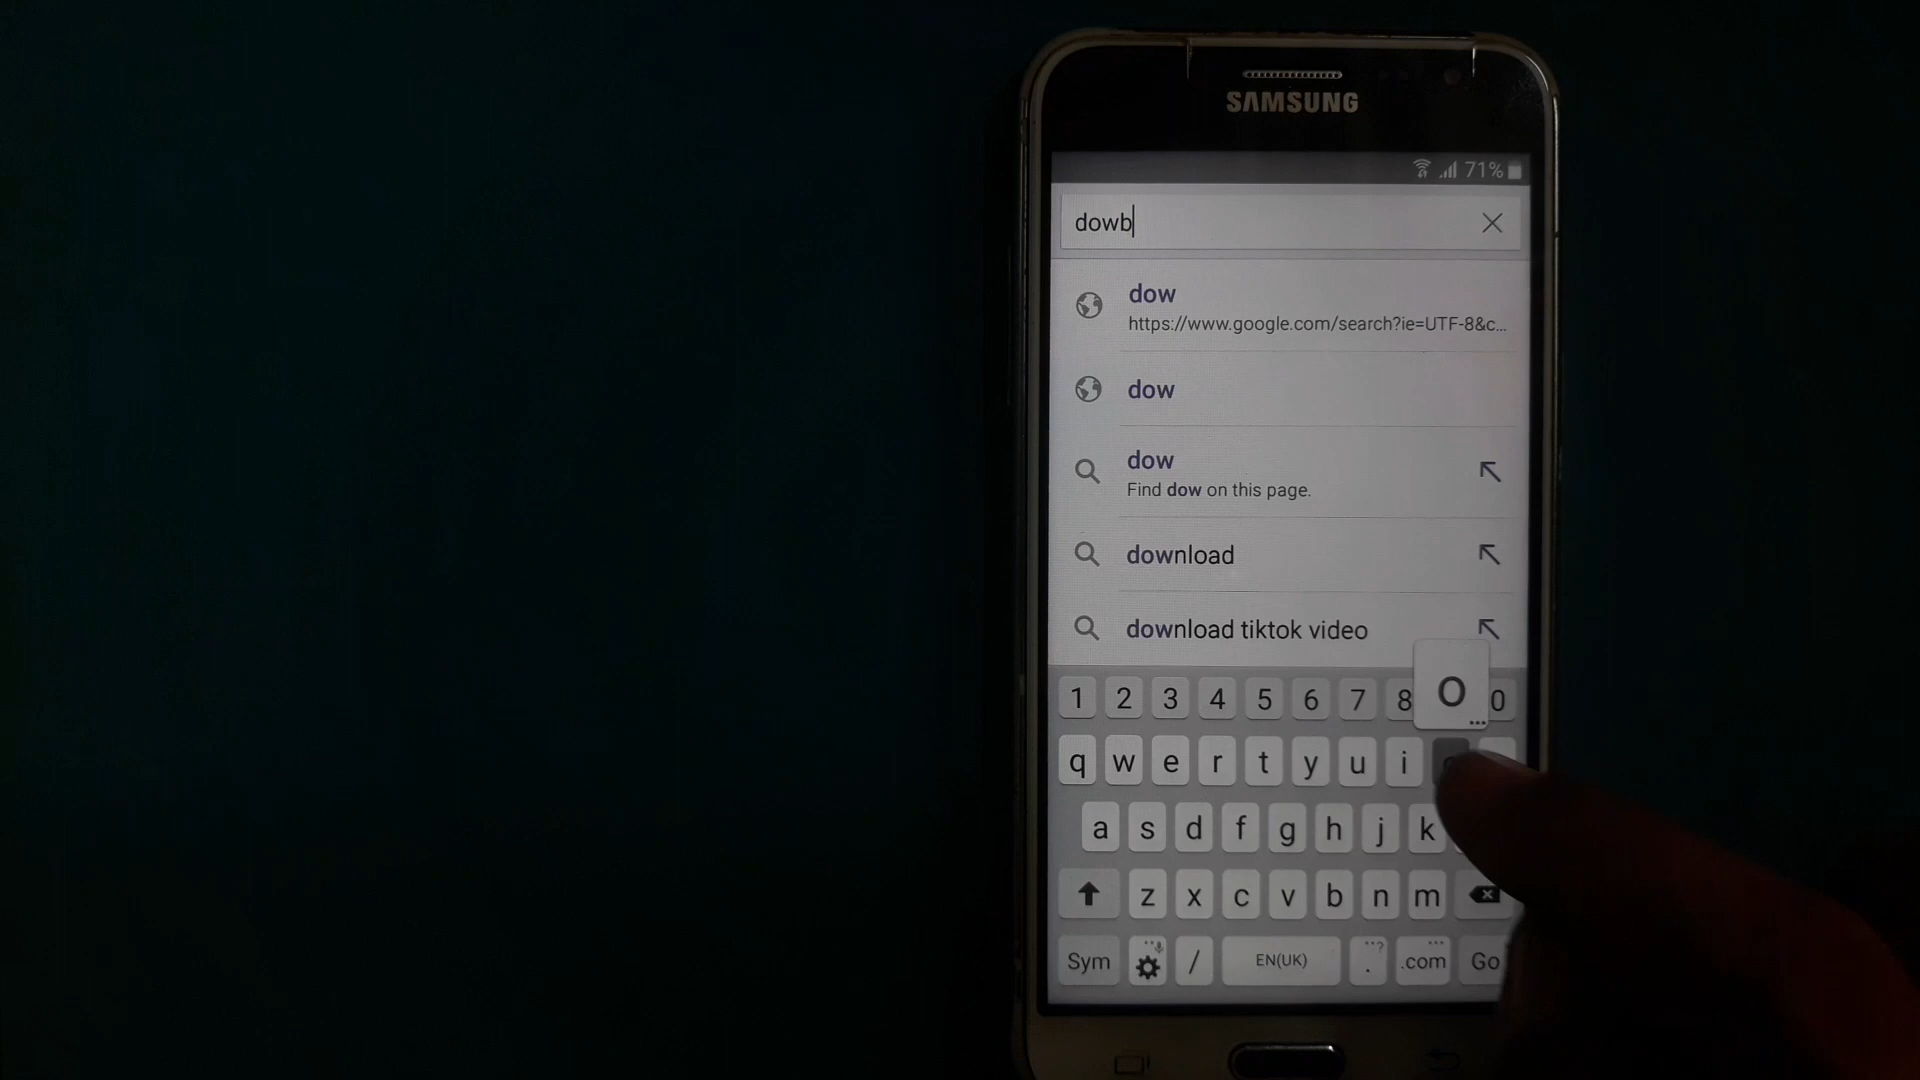 SAMSUNG
71%
dowb
dow
https://www.google.com/search?ie=UTF-8&c...
dow
dow
Find dow on this page.
download
download tiktok video
1 2 3 4 5 6 7 8 0
o
q w e r t y u i
a s d f g h j k
z x c v b n m
Sym / EN(UK) . .com Go